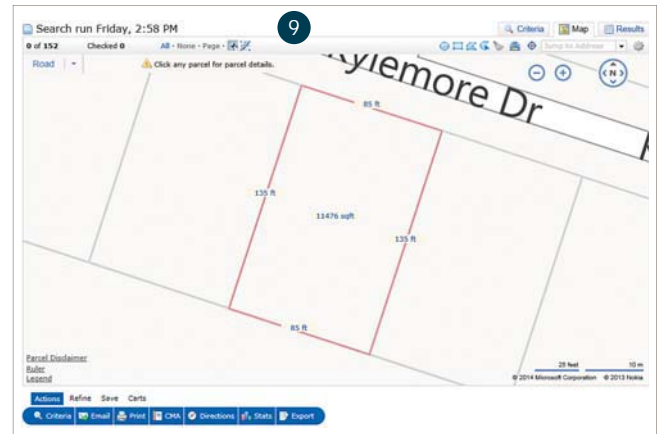 Search run Friday, 2:58 PM
9
Criteria Map Results
0 of 152 Checked 0 All · None · Page ·
Jump to Address
Road
Click any parcel for parcel details.
N
Kylemore Dr
85 ft
135 ft
11476 sqft
135 ft
85 ft
Parcel Disclaimer
Ruler
Legend
25 feet 10 m
© 2014 Microsoft Corporation © 2013 Nokia
Actions Refine Save Carts
Criteria Email Print CMA Directions Stats Export